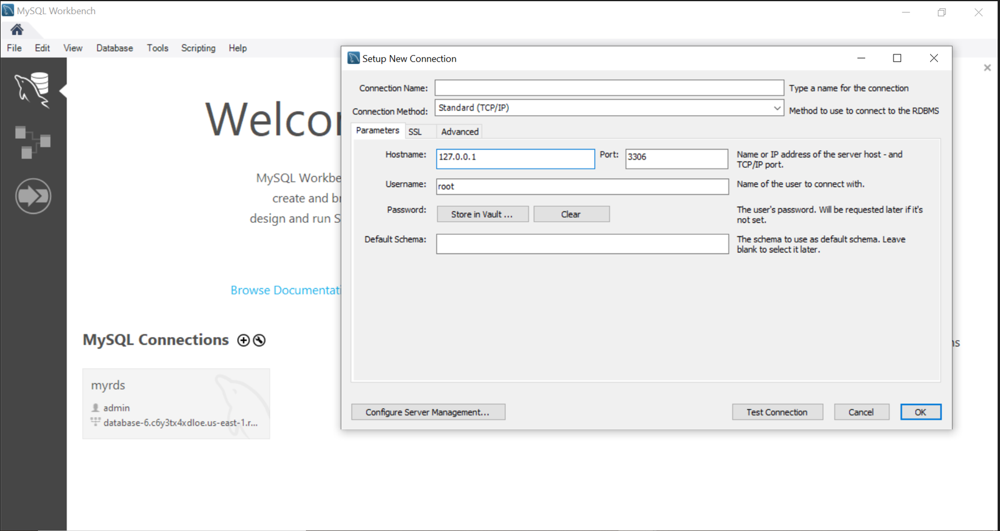 MySQL Workbench
File Edit View Database Tools Scripting Help
Welco
MySQL Workbe
create and br
design and run S
Browse Documentati
MySQL Connections
myrds
admin
database-6.c6y3tx4xdloe.us-east-1.r...
Setup New Connection
Connection Name: Type a name for the connection
Connection Method: Standard (TCP/IP) Method to use to connect to the RDBMS
Parameters SSL Advanced
Hostname: 127.0.0.1 Port: 3306 Name or IP address of the server host - and
TCP/IP port.
Username: root Name of the user to connect with.
Password: Store in Vault ... Clear The user's password. Will be requested later if it's
not set.
Default Schema: The schema to use as default schema. Leave
blank to select it later.
Configure Server Management... Test Connection Cancel OK